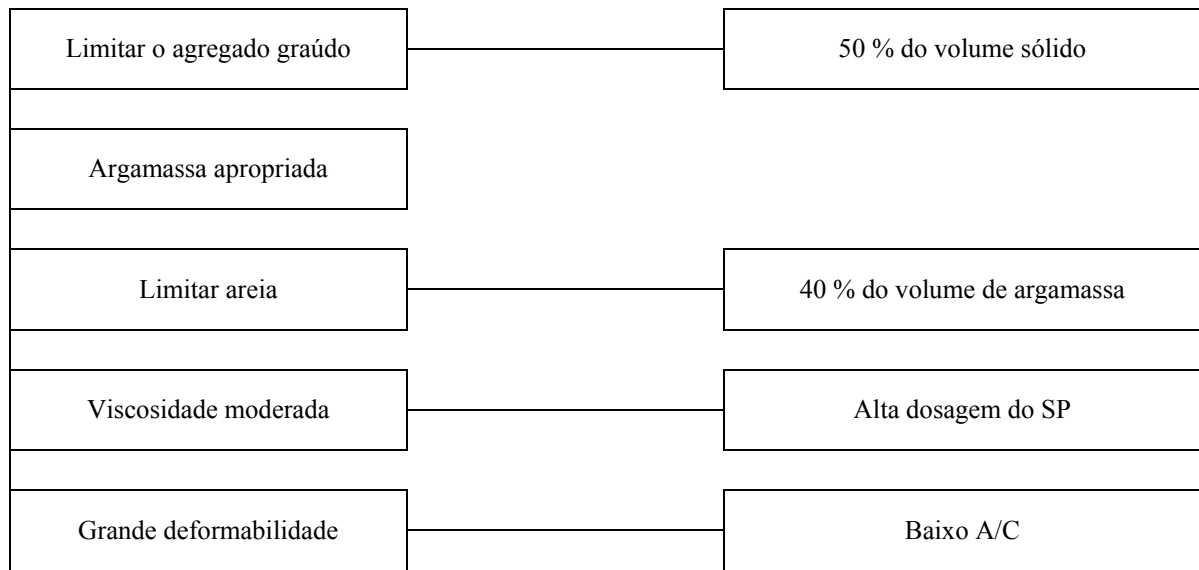 Limitar o agregado graúdo
50 % do volume sólido
Argamassa apropriada
Limitar areia
40 % do volume de argamassa
Viscosidade moderada
Alta dosagem do SP
Grande deformabilidade
Baixo A/C